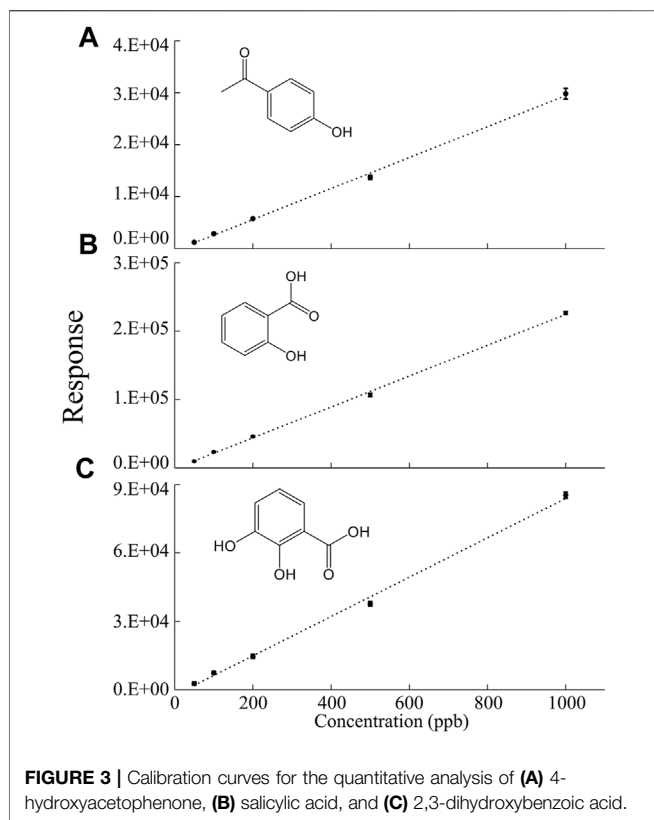 A
4.E+04
3.E+04
2.E+04
1.E+04
0.E+00
O
OH
B
3.E+05
2.E+05
1.E+05
0.E+00
OH
O
OH
Response
C
9.E+04
6.E+04
3.E+04
0.E+00
HO
OH
OH
O
0 200 400 600 800 1000
Concentration (ppb)
FIGURE 3 | Calibration curves for the quantitative analysis of (A) 4-
hydroxyacetophenone, (B) salicylic acid, and (C) 2,3-dihydroxybenzoic acid.